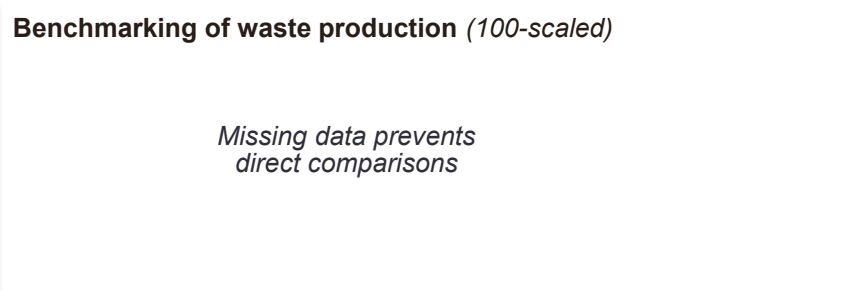 Benchmarking of waste production (100-scaled)
Missing data prevents
direct comparisons